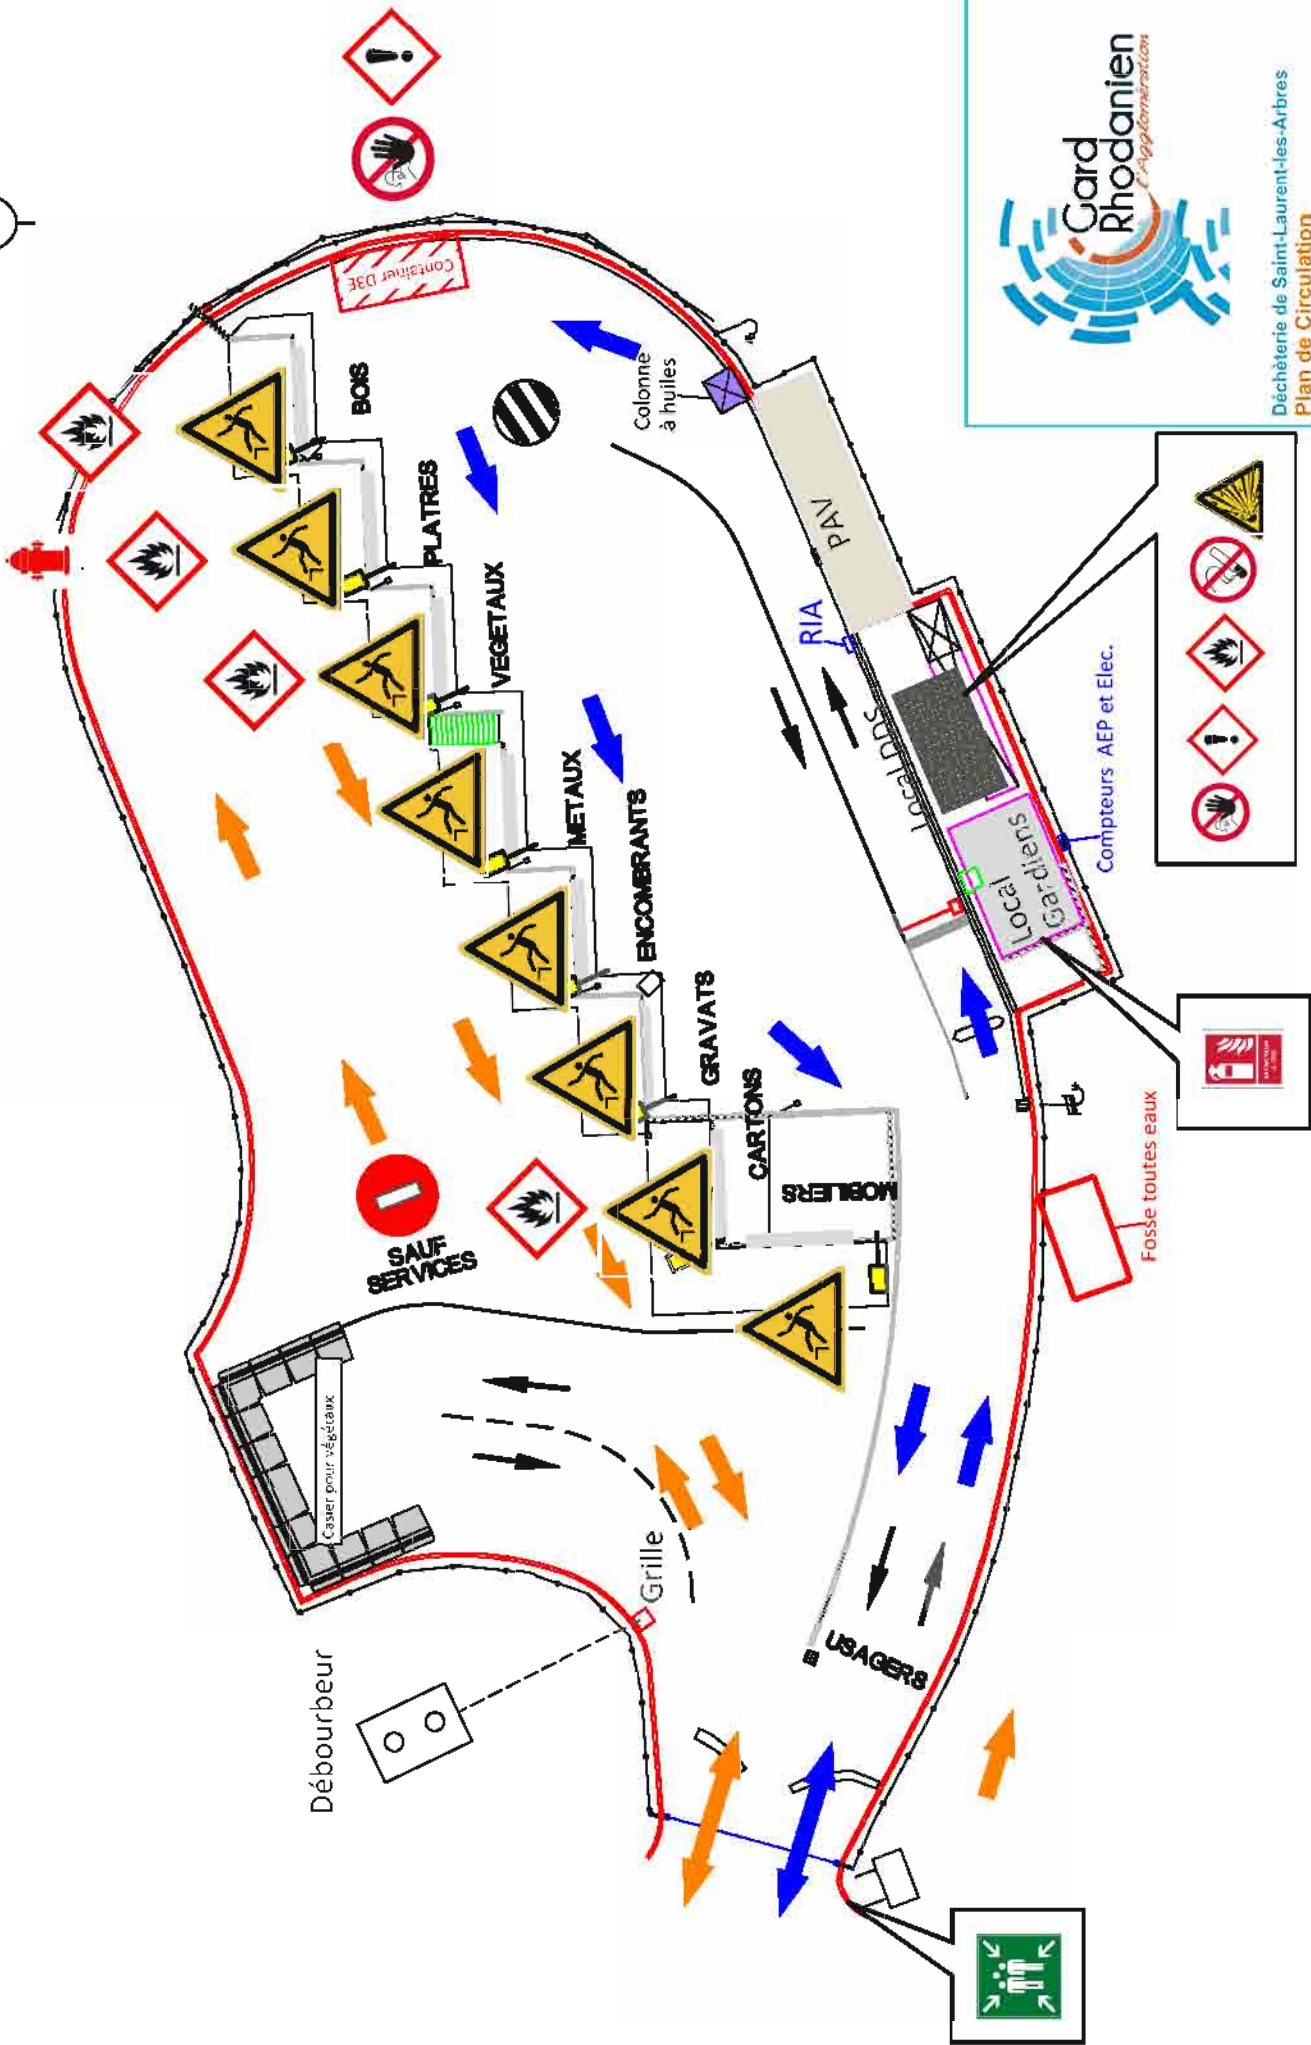 Container D3E
BOIS
PLATRES
VEGETAUX
METAUX
ENCOMBRANTS
GRAVATS
CARTONS
MOBILIERS
Colonne
à huiles
PAV
RIA
Local DDS
Local
Gardiens
Compteurs AEP et Elec.
SAUF
SERVICES
Casier pour végétaux
Grille
Débourbeur
USAGERS
Fosse toutes eaux
Gard
Rhodanien
l'Agglomération
Déchèterie de Saint-Laurent-les-Arbres
Plan de Circulation